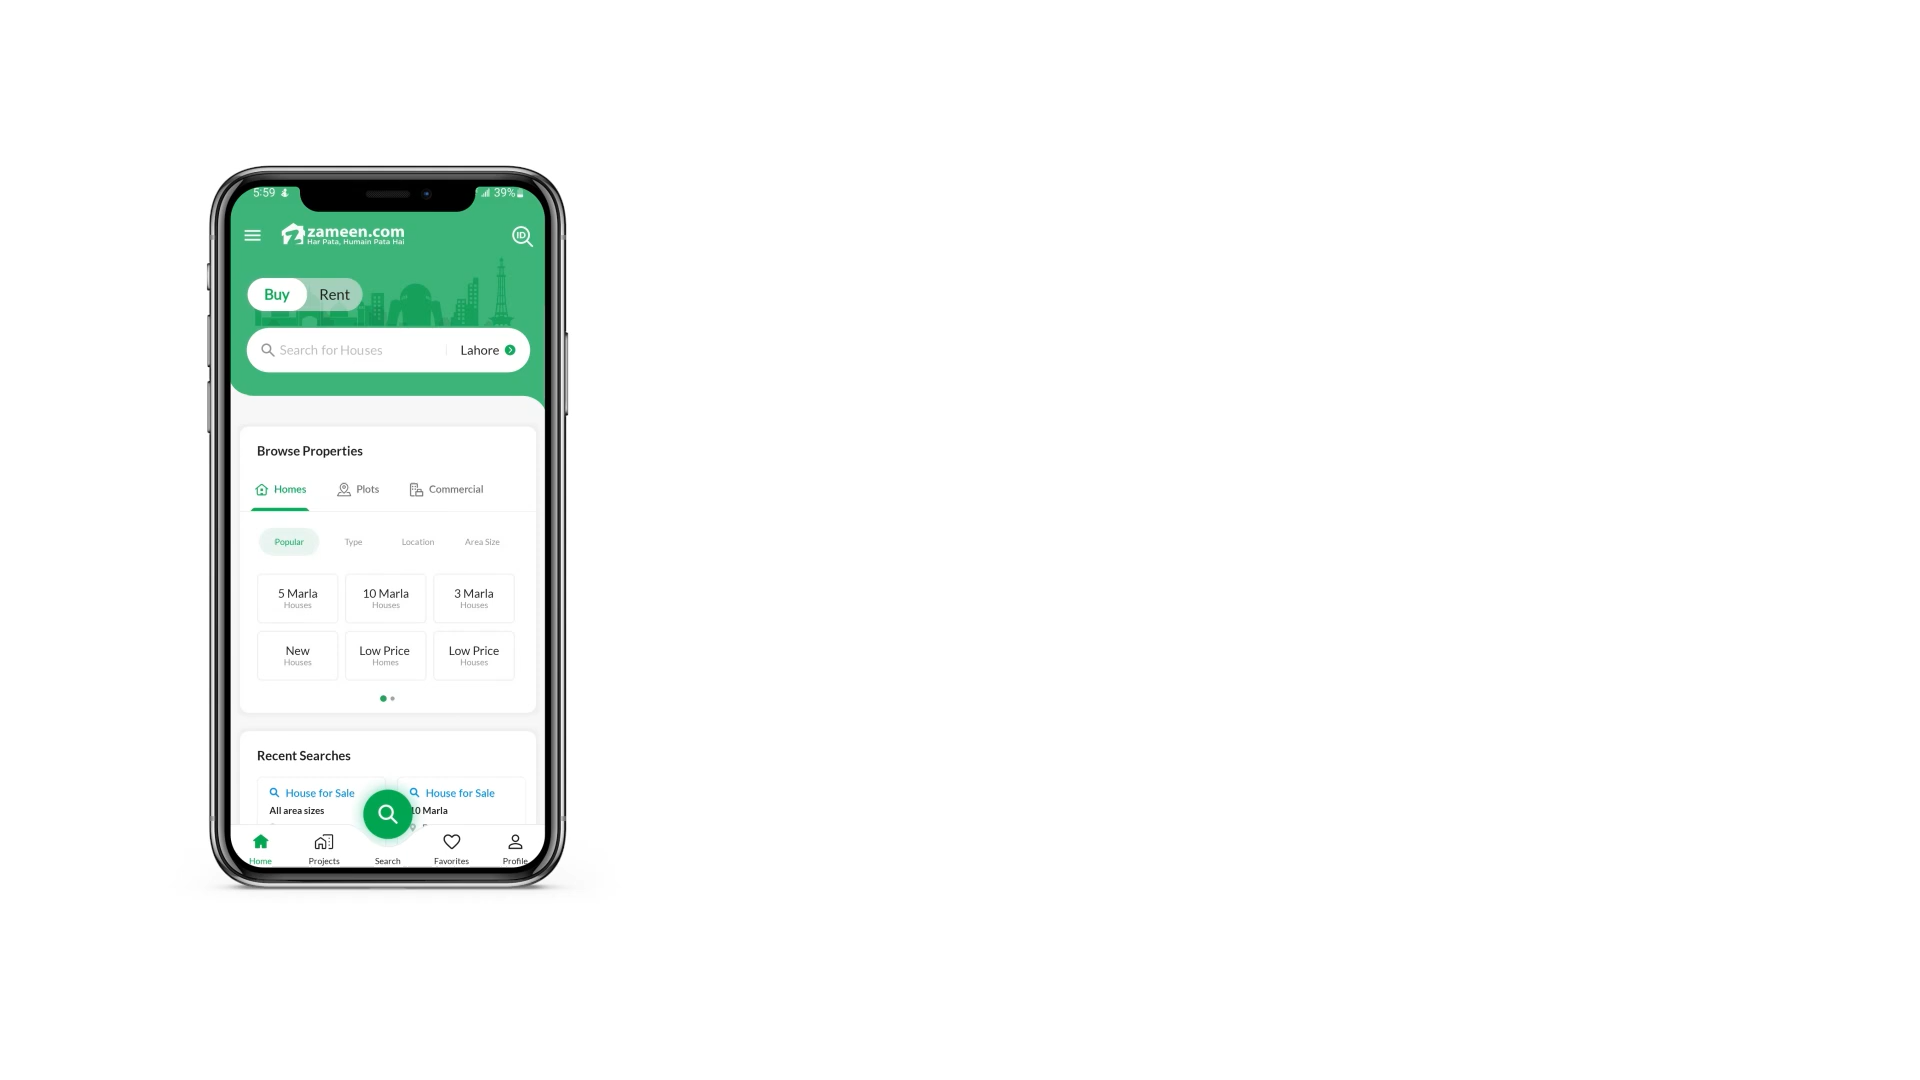 5:59
39%
zameen.com
Har Pata, Humain Pata Hai
ID
Buy Rent
Search for Houses Lahore
Browse Properties
Homes Plots Commercial
Popular Type Location Area Size
5 Marla 10 Marla 3 Marla
Houses Houses Houses
New Low Price Low Price
Houses Homes Houses
Recent Searches
House for Sale House for Sale
All area sizes 10 Marla
Home Projects Search Favorites Profile